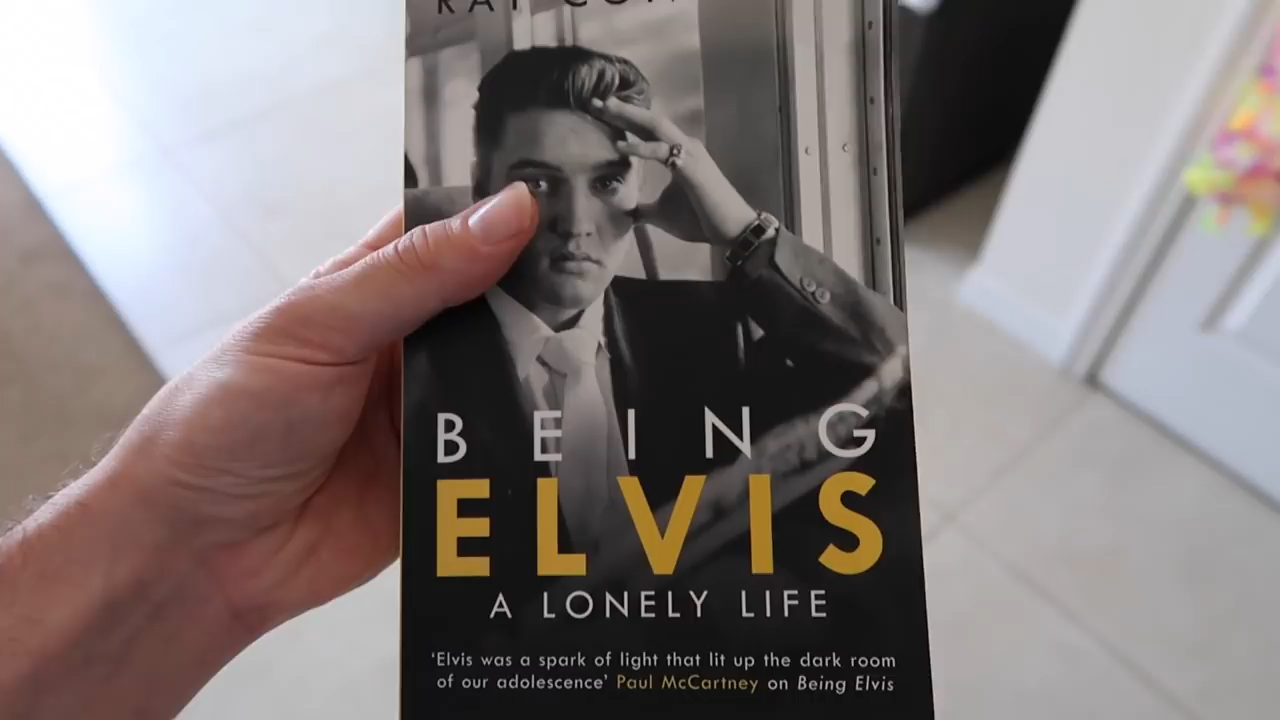 RAY
BEING
ELVIS
A LONELY LIFE
'Elvis was a spark of light that lit up the dark room
of our adolescence' Paul McCartney on Being Elvis